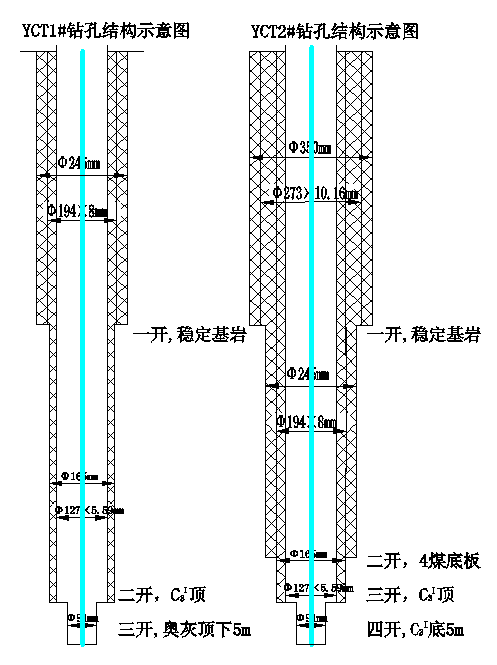 YCT1#钻孔结构示意图
YCT2#钻孔结构示意图
Φ245mm
Φ194×8mm
一开,稳定基岩
Φ165mm
Φ127×5.59mm
二开，C₃Ⅰ顶
三开,奥灰顶下5m
Φ350mm
Φ273×10.16mm
一开,稳定基岩
Φ245mm
Φ194×8mm
二开，4煤底板
Φ165mm
Φ127×5.59mm
三开，C₃Ⅰ顶
四开,C₃Ⅰ底5m